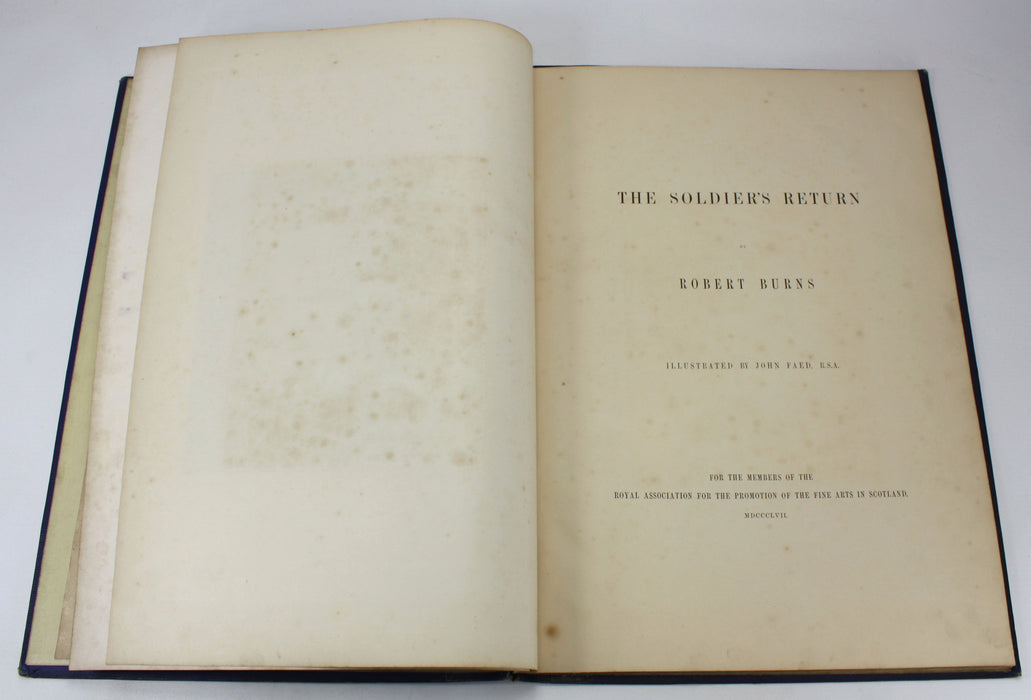 THE SOLDIER'S RETURN
BY
ROBERT BURNS
ILLUSTRATED BY JOHN FAED, R.S.A.
FOR THE MEMBERS OF THE
ROYAL ASSOCIATION FOR THE PROMOTION OF THE FINE ARTS IN SCOTLAND.
MDCCCLVII.